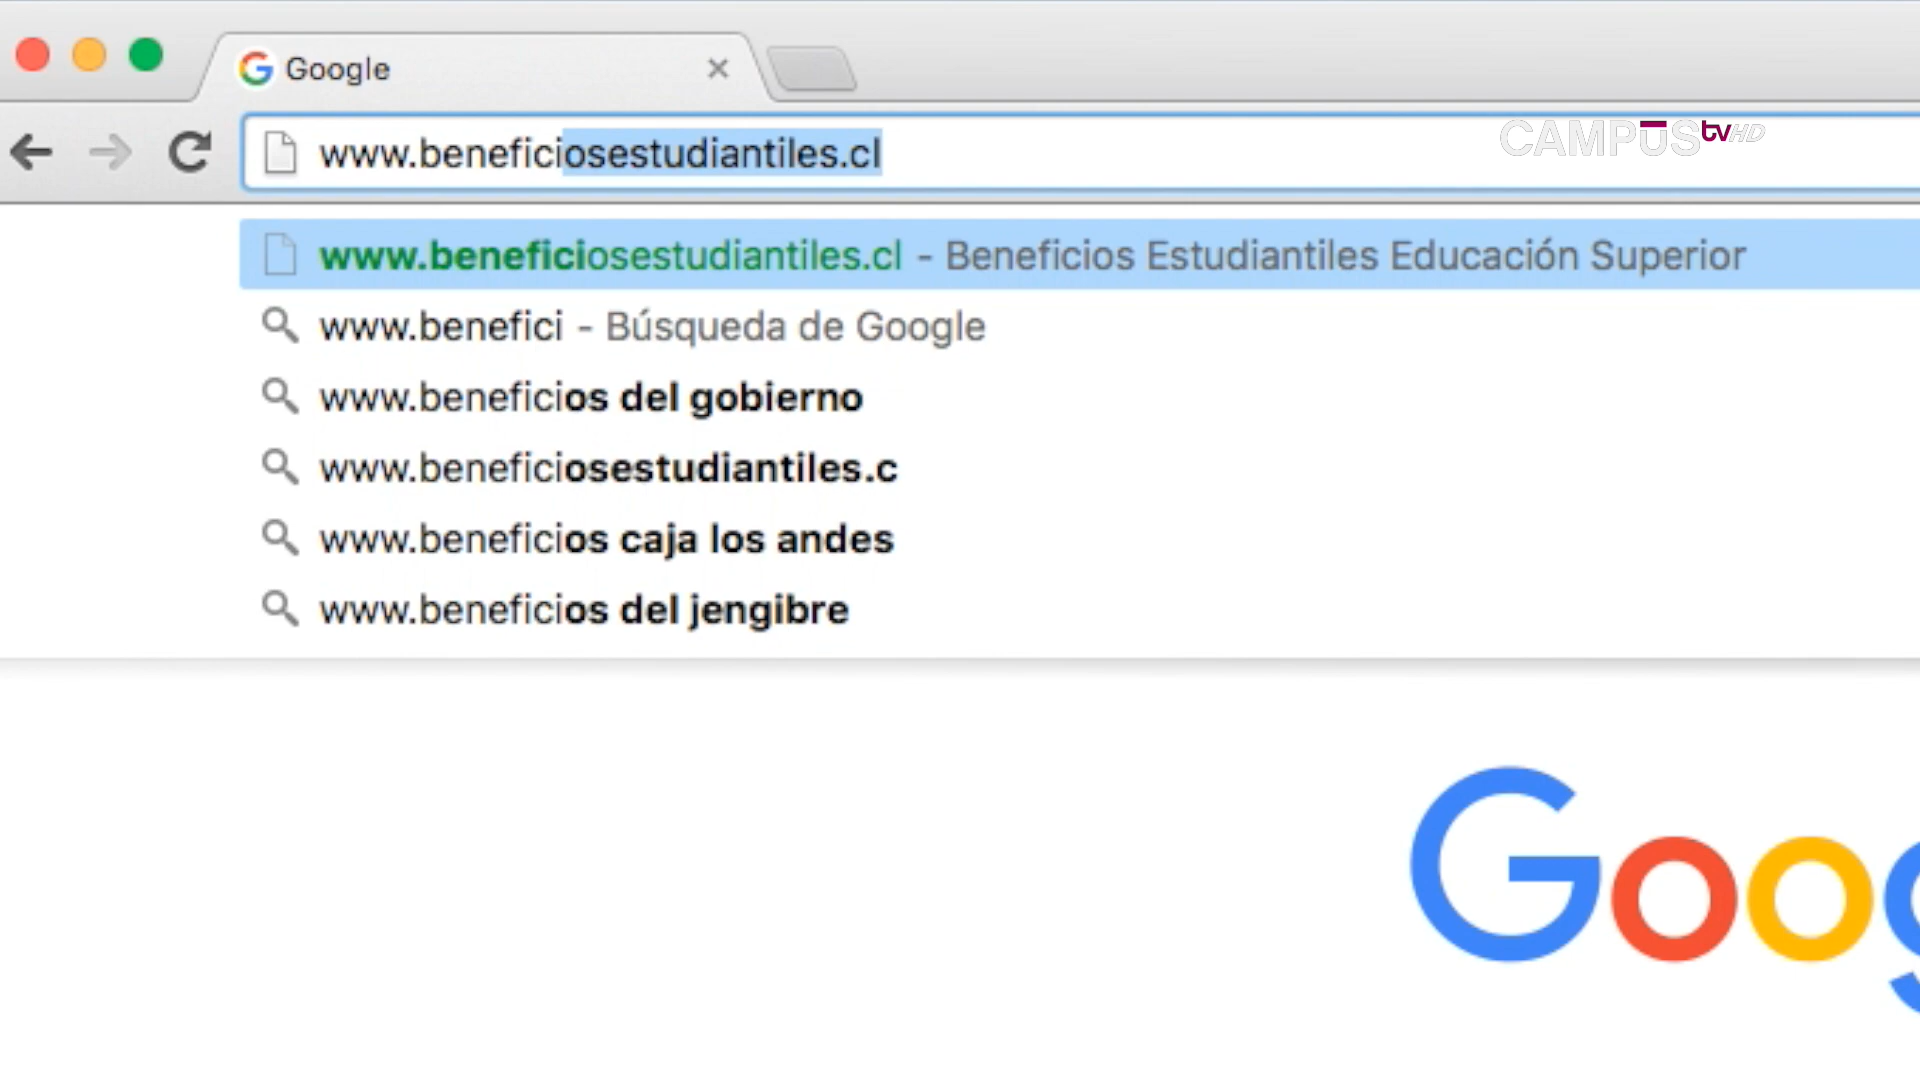 Google
www.beneficiosestudiantiles.cl
CAMPUS tv HD
www.beneficiosestudiantiles.cl - Beneficios Estudiantiles Educación Superior
www.benefici - Búsqueda de Google
www.beneficios del gobierno
www.beneficiosestudiantiles.c
www.beneficios caja los andes
www.beneficios del jengibre
Goog